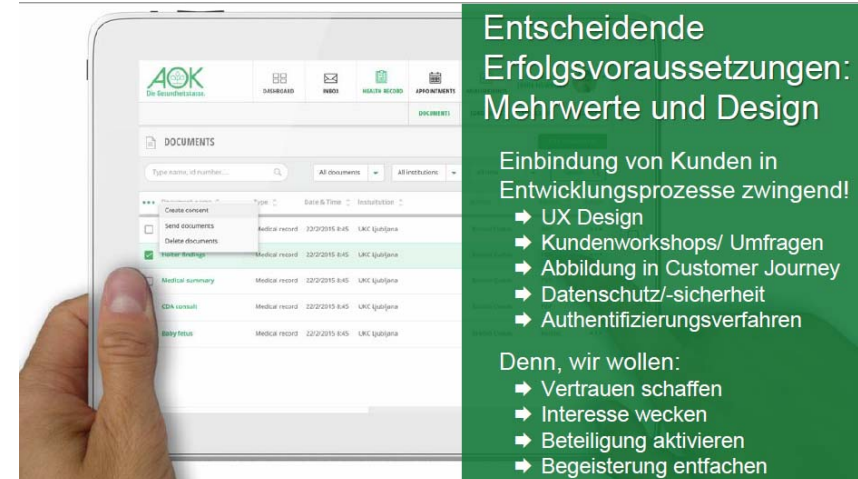 AOK
Die Gesundheitskasse.
DASHBOARD
INBOX
HEALTH RECORD
APPOINTMENTS
DOCUMENTS
DOCUMENTS
Type name, id number...
All documents
All institutions
Type
Date & Time
Institution
Create consent
Send documents
Delete documents
Medical record 22/2/2015 8:45 UKC Ljubljana
findings Medical record 22/2/2015 8:45 UKC Ljubljana
Medical summary Medical record 22/2/2015 8:45 UKC Ljubljana
CDA consult Medical record 22/2/2015 8:45 UKC Ljubljana
Baby fetus Medical record 22/2/2015 8:45 UKC Ljubljana
Entscheidende
Erfolgsvoraussetzungen:
Mehrwerte und Design
Einbindung von Kunden in
Entwicklungsprozesse zwingend!
➡ UX Design
➡ Kundenworkshops/ Umfragen
➡ Abbildung in Customer Journey
➡ Datenschutz/-sicherheit
➡ Authentifizierungsverfahren
Denn, wir wollen:
➡ Vertrauen schaffen
➡ Interesse wecken
➡ Beteiligung aktivieren
➡ Begeisterung entfachen